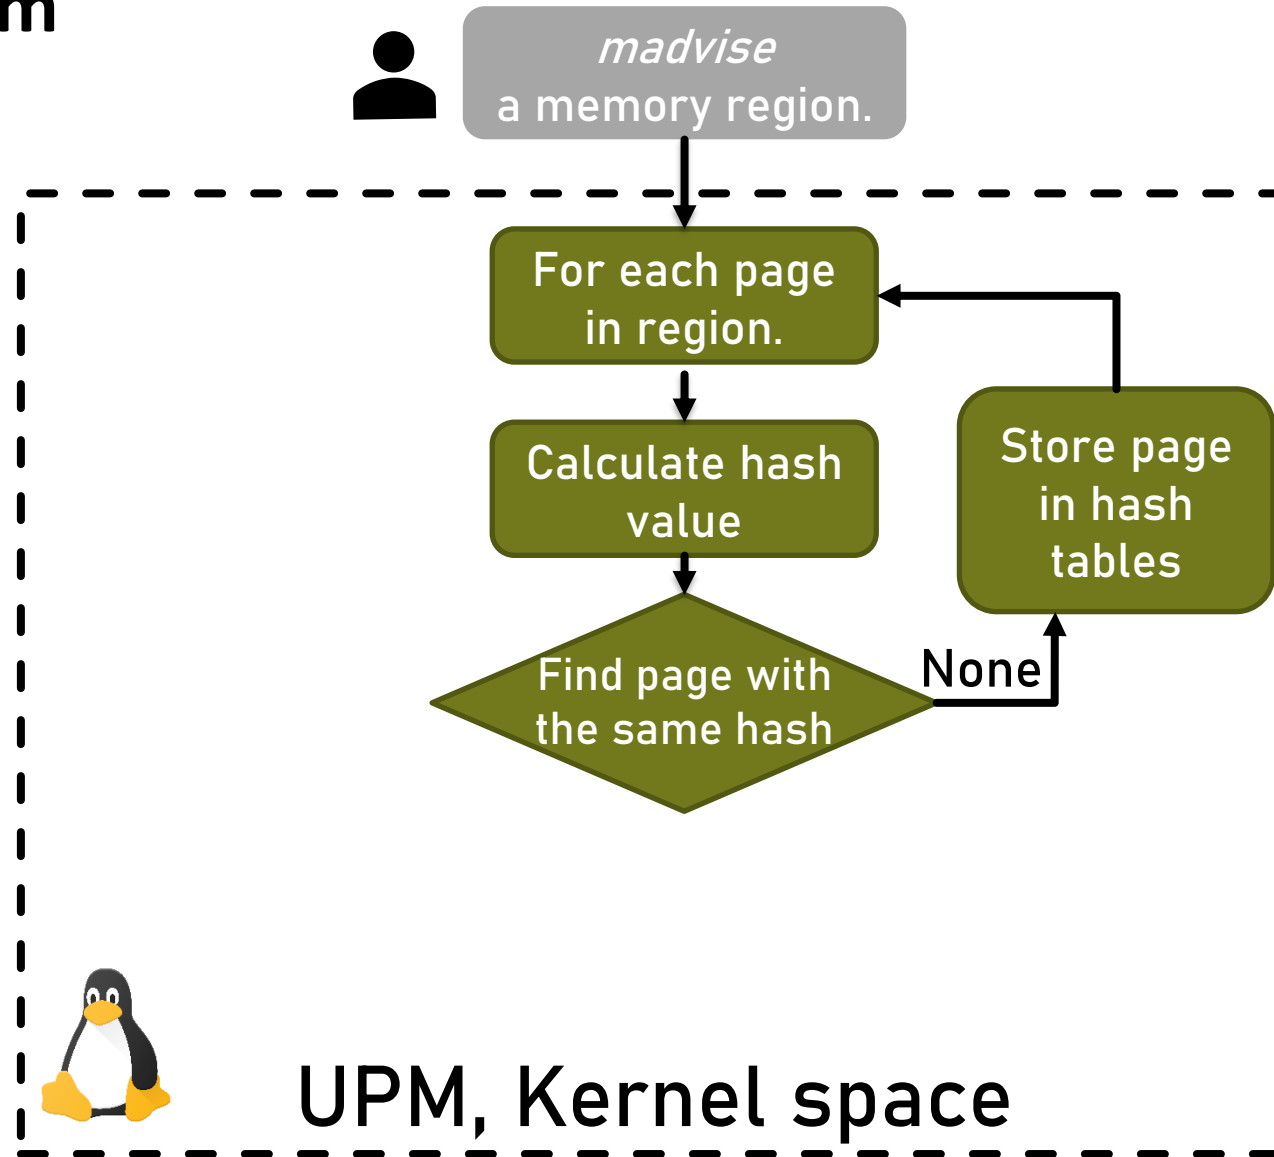 madvise
a memory region.
For each page
in region.
Calculate hash
value
Store page
in hash
tables
Find page with
the same hash
None
UPM, Kernel space